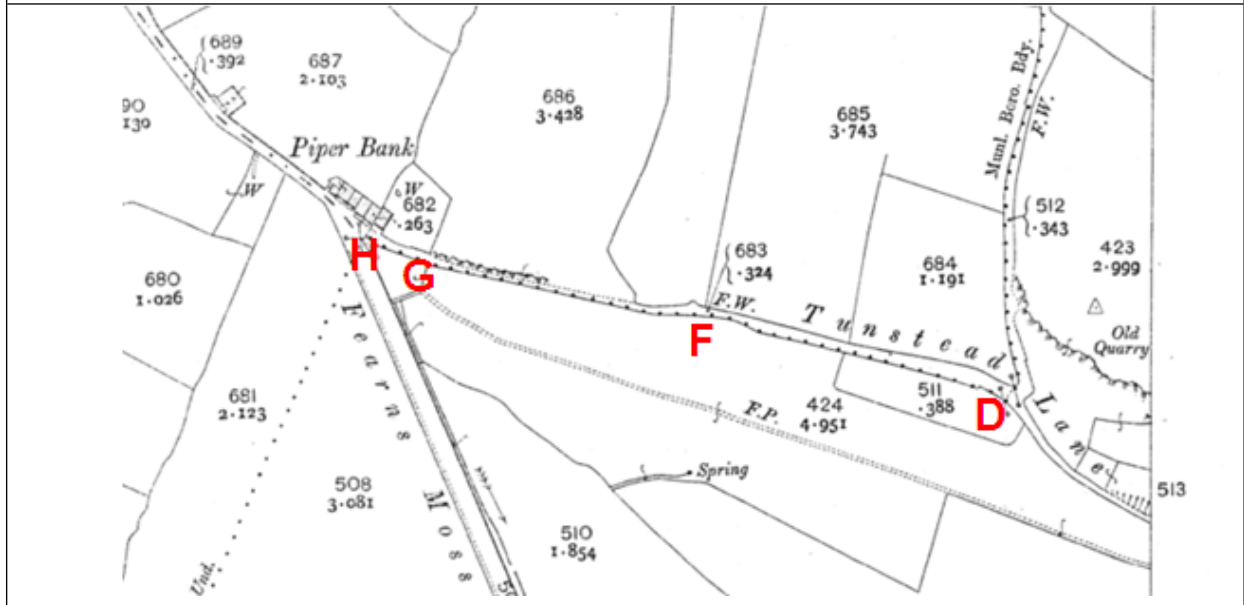 689
.392
687
2.103
686
3.428
685
3.743
Munl. Boro. Bdy.
F.W.
90
.139
Piper Bank
W
W
682
.263
512
.343
423
2.999
683
.324
684
1.191
680
1.026
H
G
F.W.
F
Tunstead
Lane
Old
Quarry
Fearns Moss
681
2.123
511
.388
D
424
4.951
F.P.
Spring
513
508
3.081
510
1.854
Und.